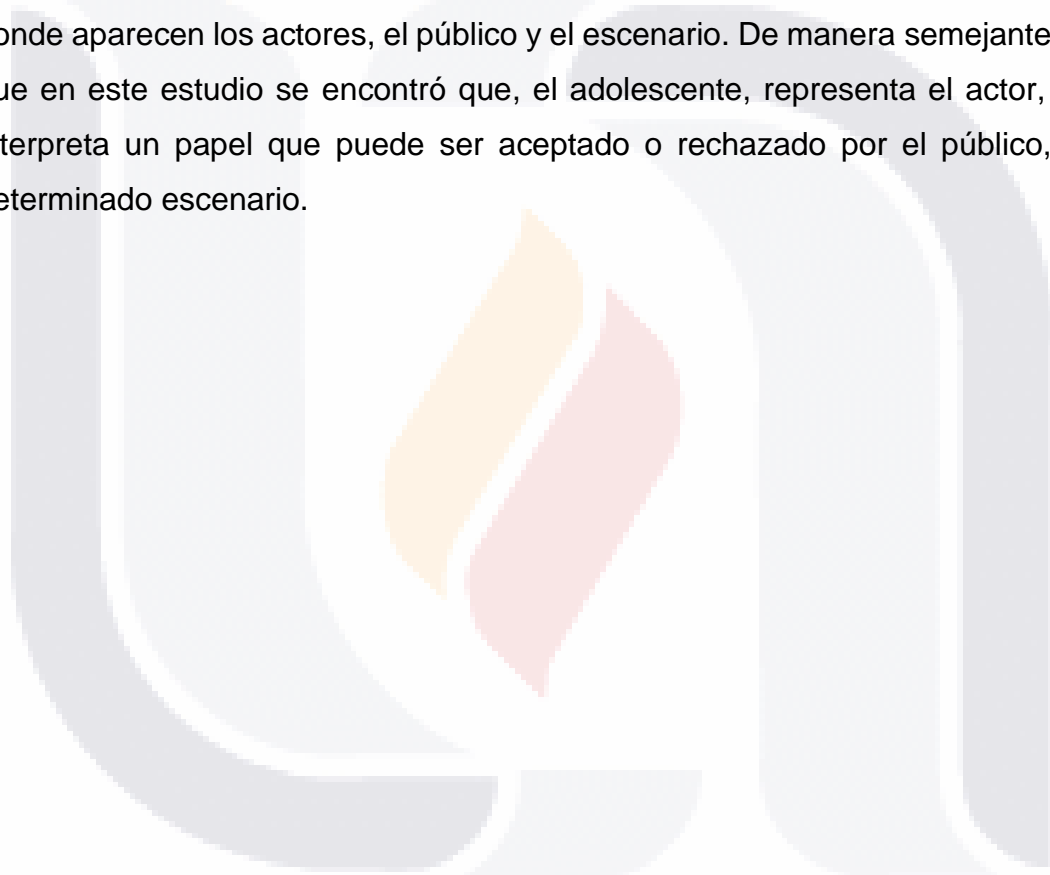 onde aparecen los actores, el público y el escenario. De manera semejante
ue en este estudio se encontró que, el adolescente, representa el actor,
terpreta un papel que puede ser aceptado o rechazado por el público,
eterminado escenario.